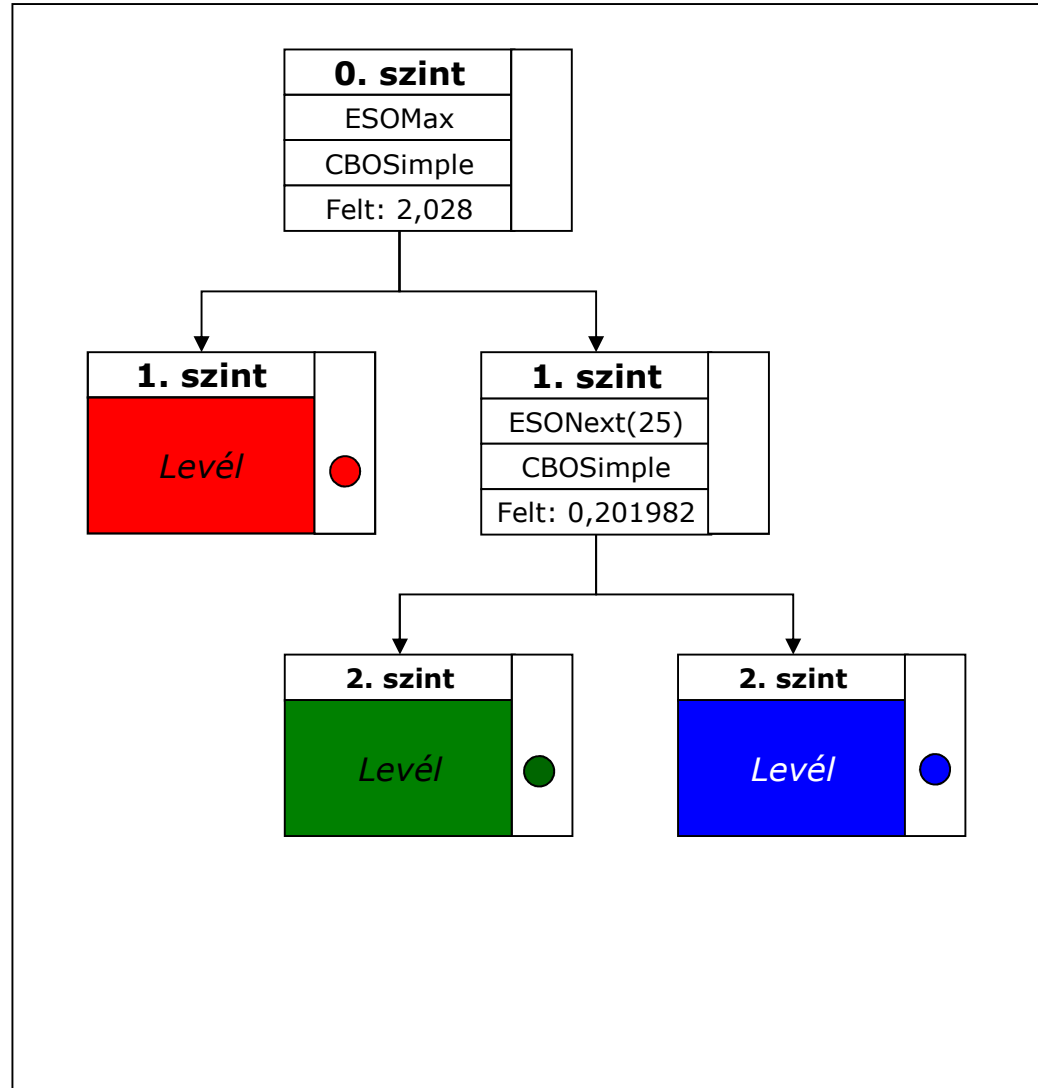 0. szint
ESOMax
CBOSimple
Felt: 2,028
1. szint
Levél
1. szint
ESONext(25)
CBOSimple
Felt: 0,201982
2. szint
Levél
2. szint
Levél